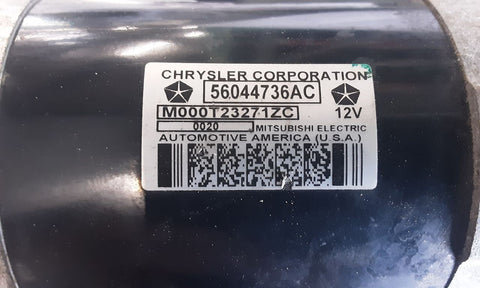 CHRYSLER CORPORATION
56044736AC
M000T23271ZC 12V
0020 MITSUBISHI ELECTRIC
AUTOMOTIVE AMERICA (U.S.A.)